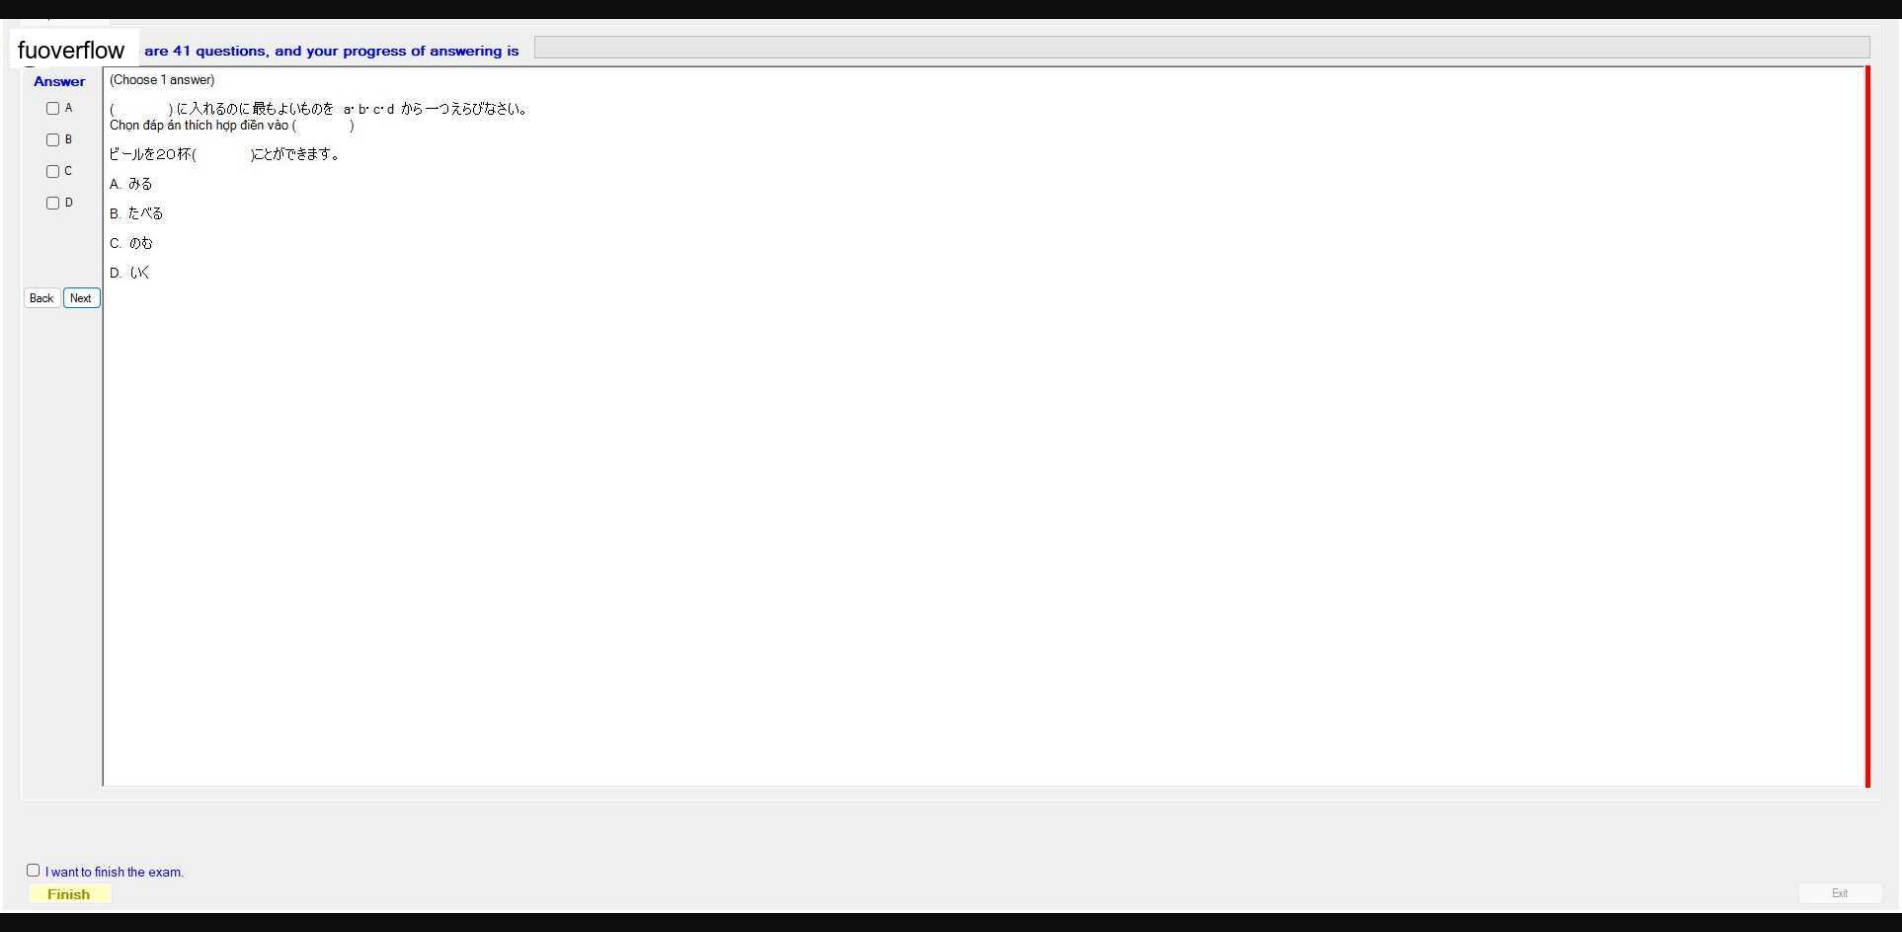 fuoverflow are 41 questions, and your progress of answering is
Answer
(Choose 1 answer)
A
(　　　)に入れるのに最もよいものを a・b・c・d から一つえらびなさい。
Chọn đáp án thích hợp điền vào (　　　)
B
ビールを20杯(　　　)ことができます。
C
A. みる
D
B. たべる
C. のむ
D. いく
Back Next
I want to finish the exam.
Finish
Exit